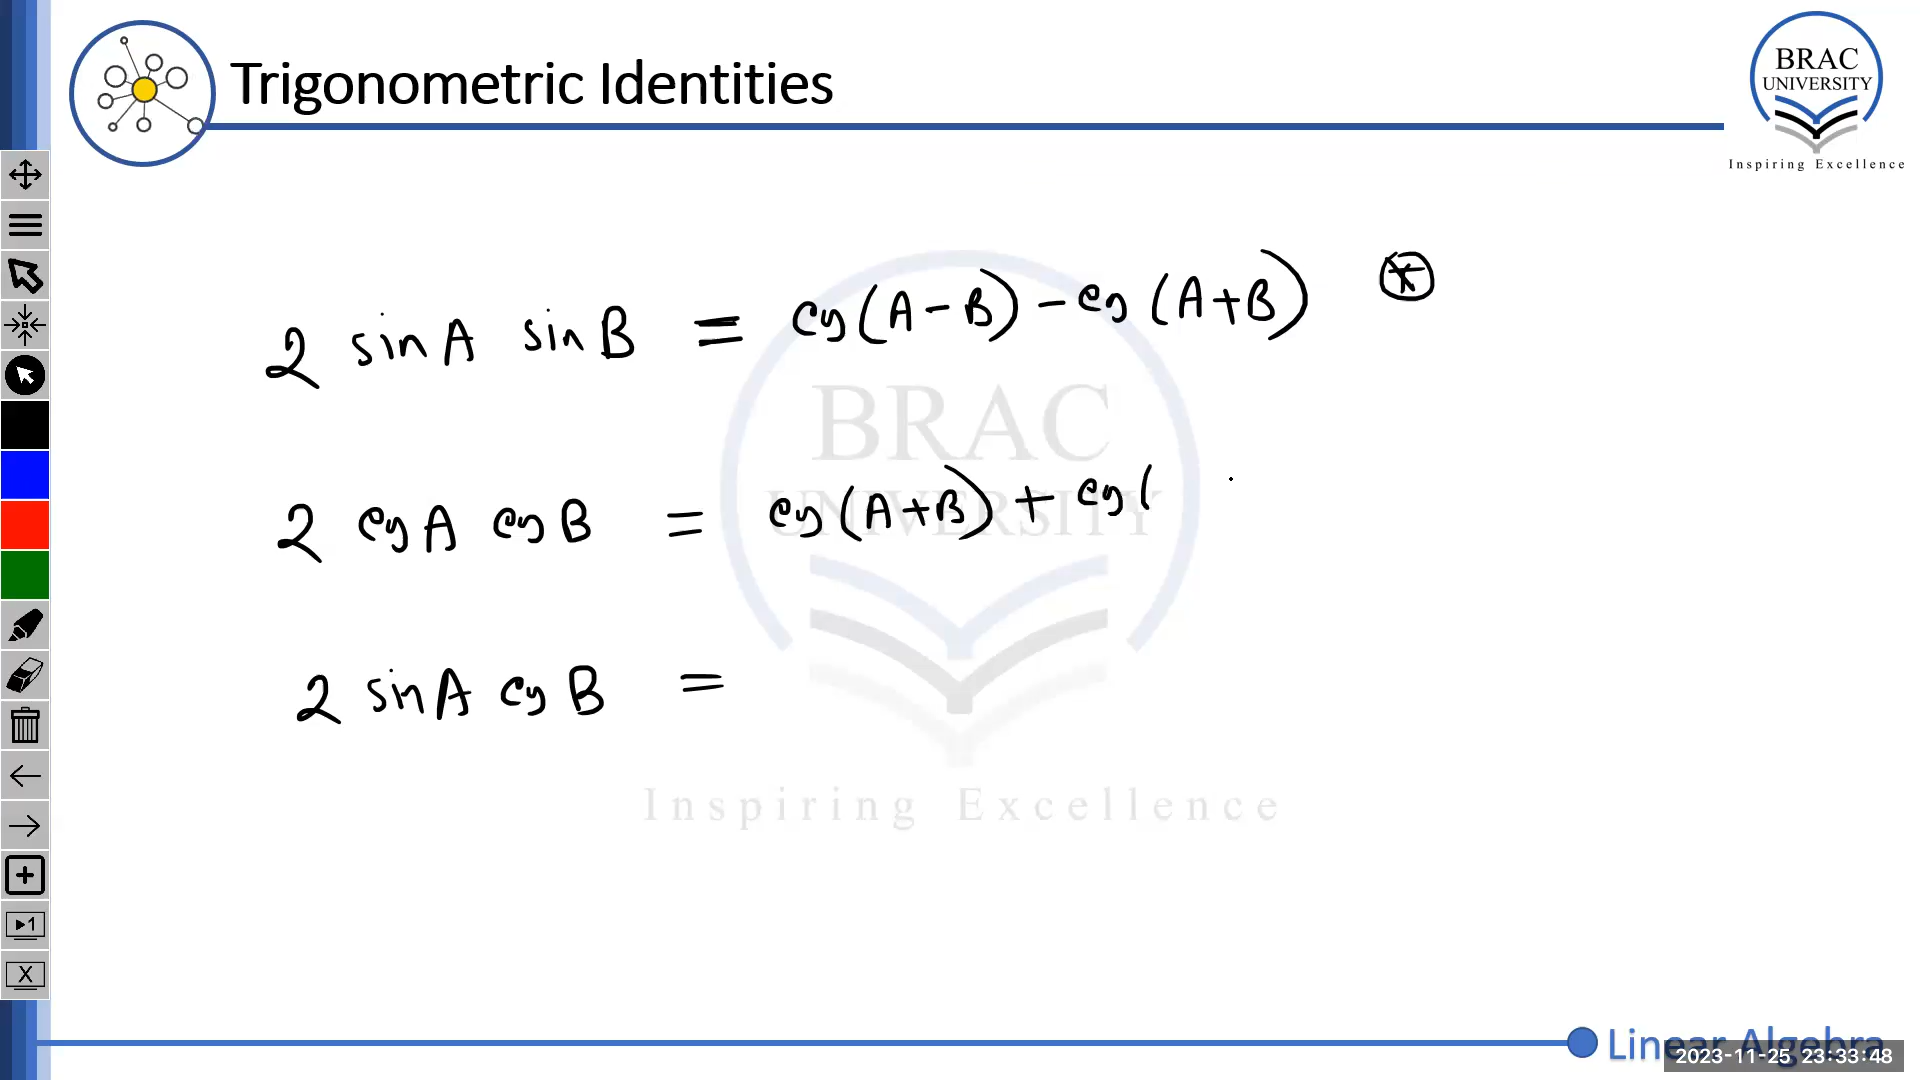 Trigonometric Identities
BRAC
UNIVERSITY
Inspiring Excellence
2 sin A sin B = cos (A - B) - cos (A + B) *
BRAC
UNIVERSITY
2 cos A cos B = cos (A + B) + cos (
2 sin A cos B =
Inspiring Excellence
1
X
Linear Algebra
2023-11-25 23:33:48